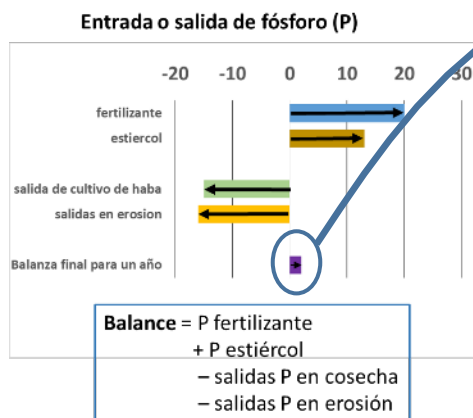 Entrada o salida de fósforo (P)
-20 -10 0 10 20 30
fertilizante
estiercol
salida de cultivo de haba
salidas en erosion
Balanza final para un año
Balance = P fertilizante
+ P estiércol
– salidas P en cosecha
– salidas P en erosión